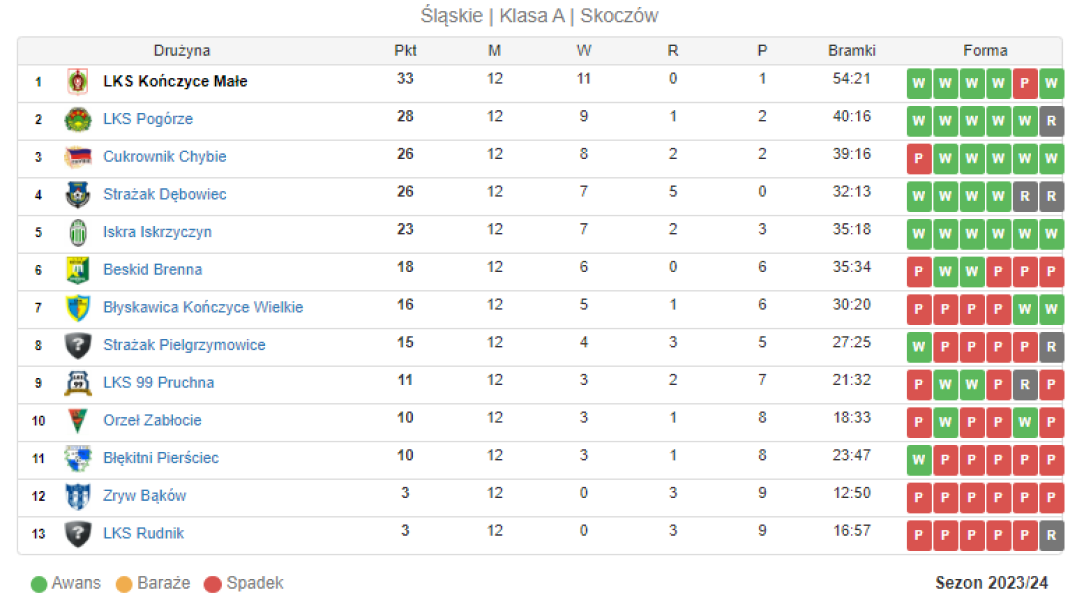 Śląskie | Klasa A | Skoczów
Drużyna Pkt M W R P Bramki Forma
1 LKS Kończyce Małe 33 12 11 0 1 54:21 W W W W P W
2 LKS Pogórze 28 12 9 1 2 40:16 W W W W W R
3 Cukrownik Chybie 26 12 8 2 2 39:16 P W W W W W
4 Strażak Dębowiec 26 12 7 5 0 32:13 W W W W R R
5 Iskra Iskrzyczyn 23 12 7 2 3 35:18 W W W W W W
6 Beskid Brenna 18 12 6 0 6 35:34 P W W P P P
7 Błyskawica Kończyce Wielkie 16 12 5 1 6 30:20 P P P P W W
8 ? Strażak Pielgrzymowice 15 12 4 3 5 27:25 W P P P P R
9 LKS 99 Pruchna 11 12 3 2 7 21:32 P W W P R P
10 Orzeł Zabłocie 10 12 3 1 8 18:33 P W P P W P
11 Błękitni Pierściec 10 12 3 1 8 23:47 W P P P P P
12 Zryw Bąków 3 12 0 3 9 12:50 P P P P P P
13 ? LKS Rudnik 3 12 0 3 9 16:57 P P P P P R
Awans Baraże Spadek Sezon 2023/24